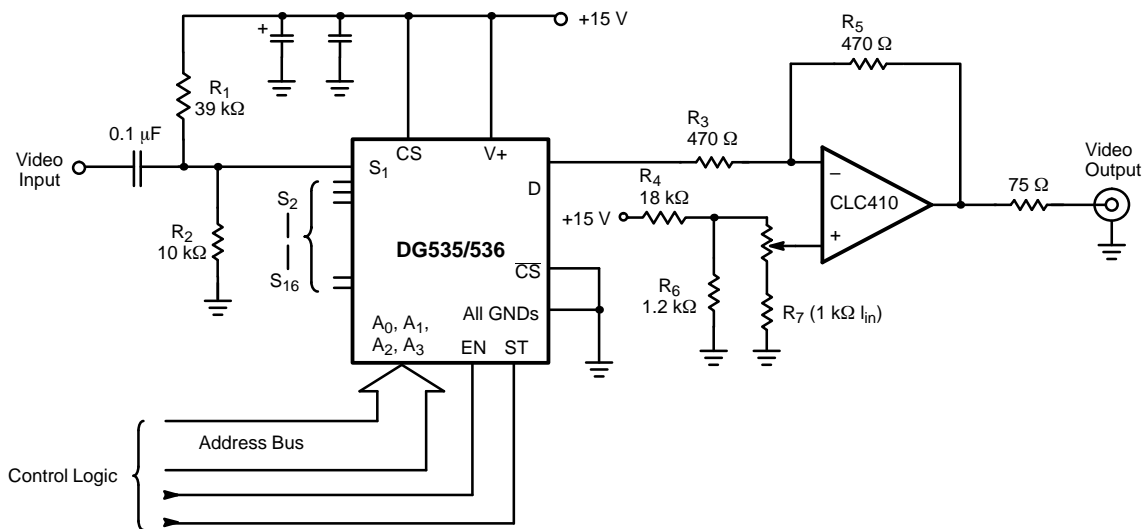 +15 V
+
R1
39 kΩ
0.1 μF
Video
Input
R2
10 kΩ
S1
CS
V+
D
S2
S16
DG535/536
CS
All GNDs
A0, A1,
A2, A3
EN
ST
Address Bus
Control Logic
R3
470 Ω
R4
18 kΩ
+15 V
R5
470 Ω
–
CLC410
+
R6
1.2 kΩ
R7 (1 kΩ lin)
75 Ω
Video
Output